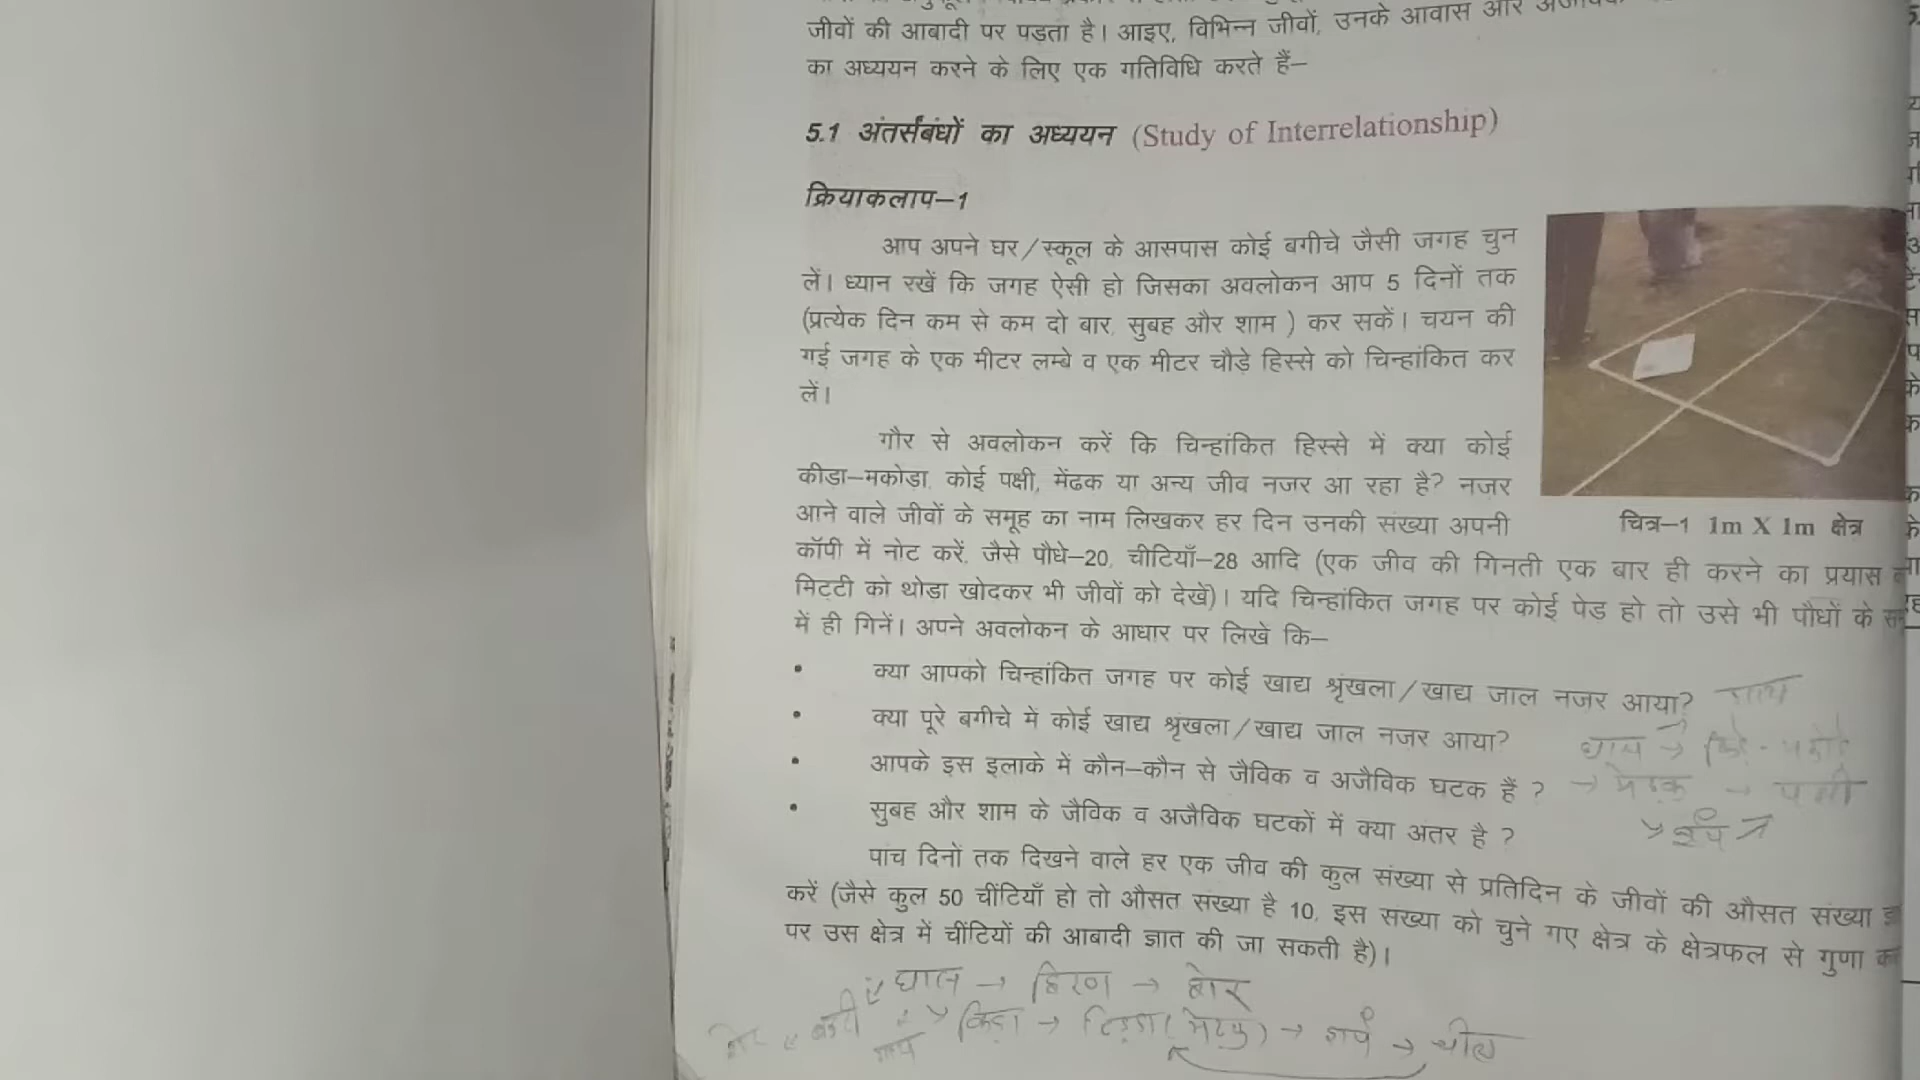 जीवों की आबादी पर पड़ता है। आइए, विभिन्न जीवों, उनके आवास और
का अध्ययन करने के लिए एक गतिविधि करते हैं–
5.1 अंतर्संबंधों का अध्ययन (Study of Interrelationship)
क्रियाकलाप–1
आप अपने घर/स्कूल के आसपास कोई बगीचे जैसी जगह चुन
लें। ध्यान रखें कि जगह ऐसी हो जिसका अवलोकन आप 5 दिनों तक
(प्रत्येक दिन कम से कम दो बार, सुबह और शाम ) कर सकें। चयन की
गई जगह के एक मीटर लम्बे व एक मीटर चौड़े हिस्से को चिन्हांकित कर
लें।
गौर से अवलोकन करें कि चिन्हांकित हिस्से में क्या कोई
कीड़ा–मकोड़ा, कोई पक्षी, मेंढक या अन्य जीव नजर आ रहा है? नजर
आने वाले जीवों के समूह का नाम लिखकर हर दिन उनकी संख्या अपनी
चित्र–1 1m X 1m क्षेत्र
कॉपी में नोट करें, जैसे पौधे–20, चीटियाँ–28 आदि (एक जीव की गिनती एक बार ही करने का प्रयास
मिट्टी को थोड़ा खोदकर भी जीवों को देखें)। यदि चिन्हांकित जगह पर कोई पेड़ हो तो उसे भी पौधों के
में ही गिनें। अपने अवलोकन के आधार पर लिखें कि–
• क्या आपको चिन्हांकित जगह पर कोई खाद्य श्रृंखला/खाद्य जाल नजर आया?
• क्या पूरे बगीचे में कोई खाद्य श्रृंखला/खाद्य जाल नजर आया?
घास →
• आपके इस इलाके में कौन–कौन से जैविक व अजैविक घटक हैं ?
→ मेढ़क → पक्षी
• सुबह और शाम के जैविक व अजैविक घटकों में क्या अंतर है ?
पांच दिनों तक दिखने वाले हर एक जीव की कुल संख्या से प्रतिदिन के जीवों की औसत संख्या
करें (जैसे कुल 50 चींटियाँ हो तो औसत संख्या है 10, इस संख्या को चुने गए क्षेत्र के क्षेत्रफल से गुणा
पर उस क्षेत्र में चींटियों की आबादी ज्ञात की जा सकती है)।
घास → हिरण → शेर
किड़ा → टिड्डा (मेढ़क) → सर्प → चील